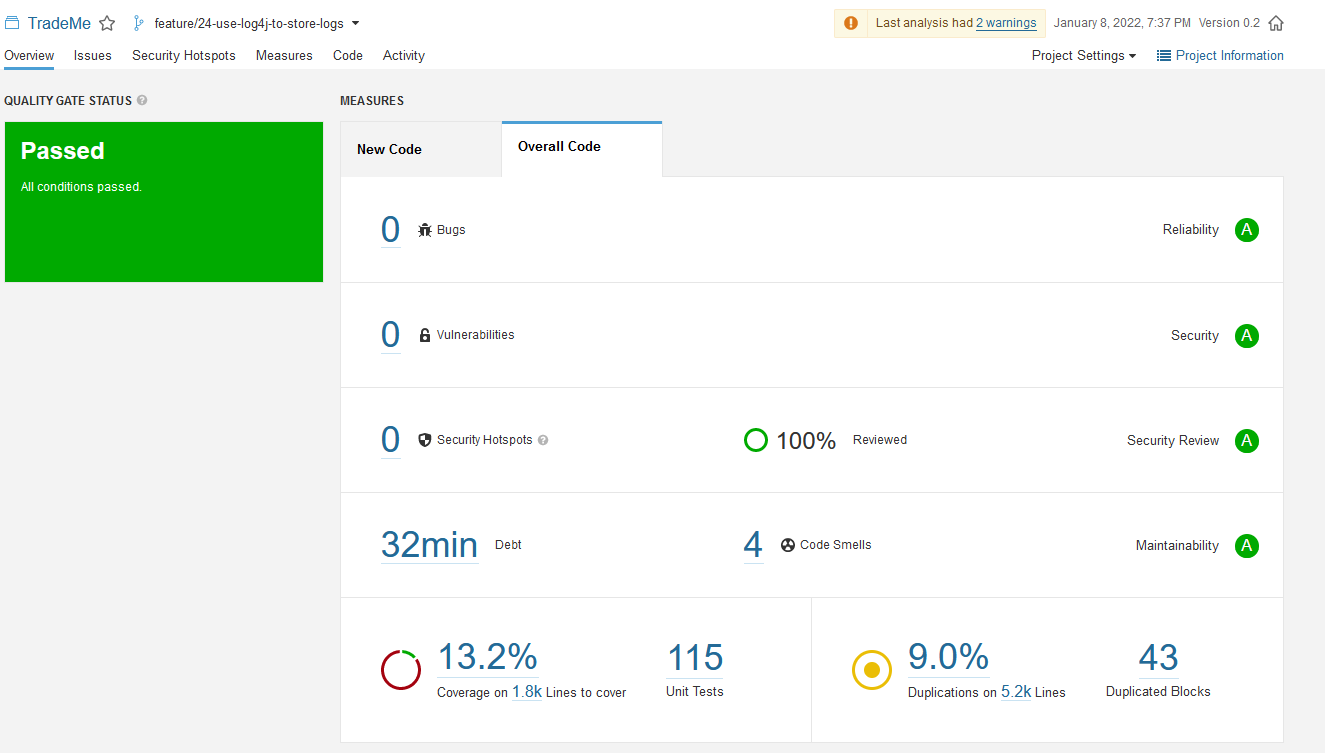 TradeMe feature/24-use-log4j-to-store-logs Last analysis had 2 warnings January 8, 2022, 7:37 PM Version 0.2
Overview Issues Security Hotspots Measures Code Activity Project Settings Project Information
QUALITY GATE STATUS ? MEASURES
Passed
All conditions passed.
New Code Overall Code
0 Bugs Reliability A
0 Vulnerabilities Security A
0 Security Hotspots ? 100% Reviewed Security Review A
32min Debt 4 Code Smells Maintainability A
13.2% 115 9.0% 43
Coverage on 1.8k Lines to cover Unit Tests Duplications on 5.2k Lines Duplicated Blocks